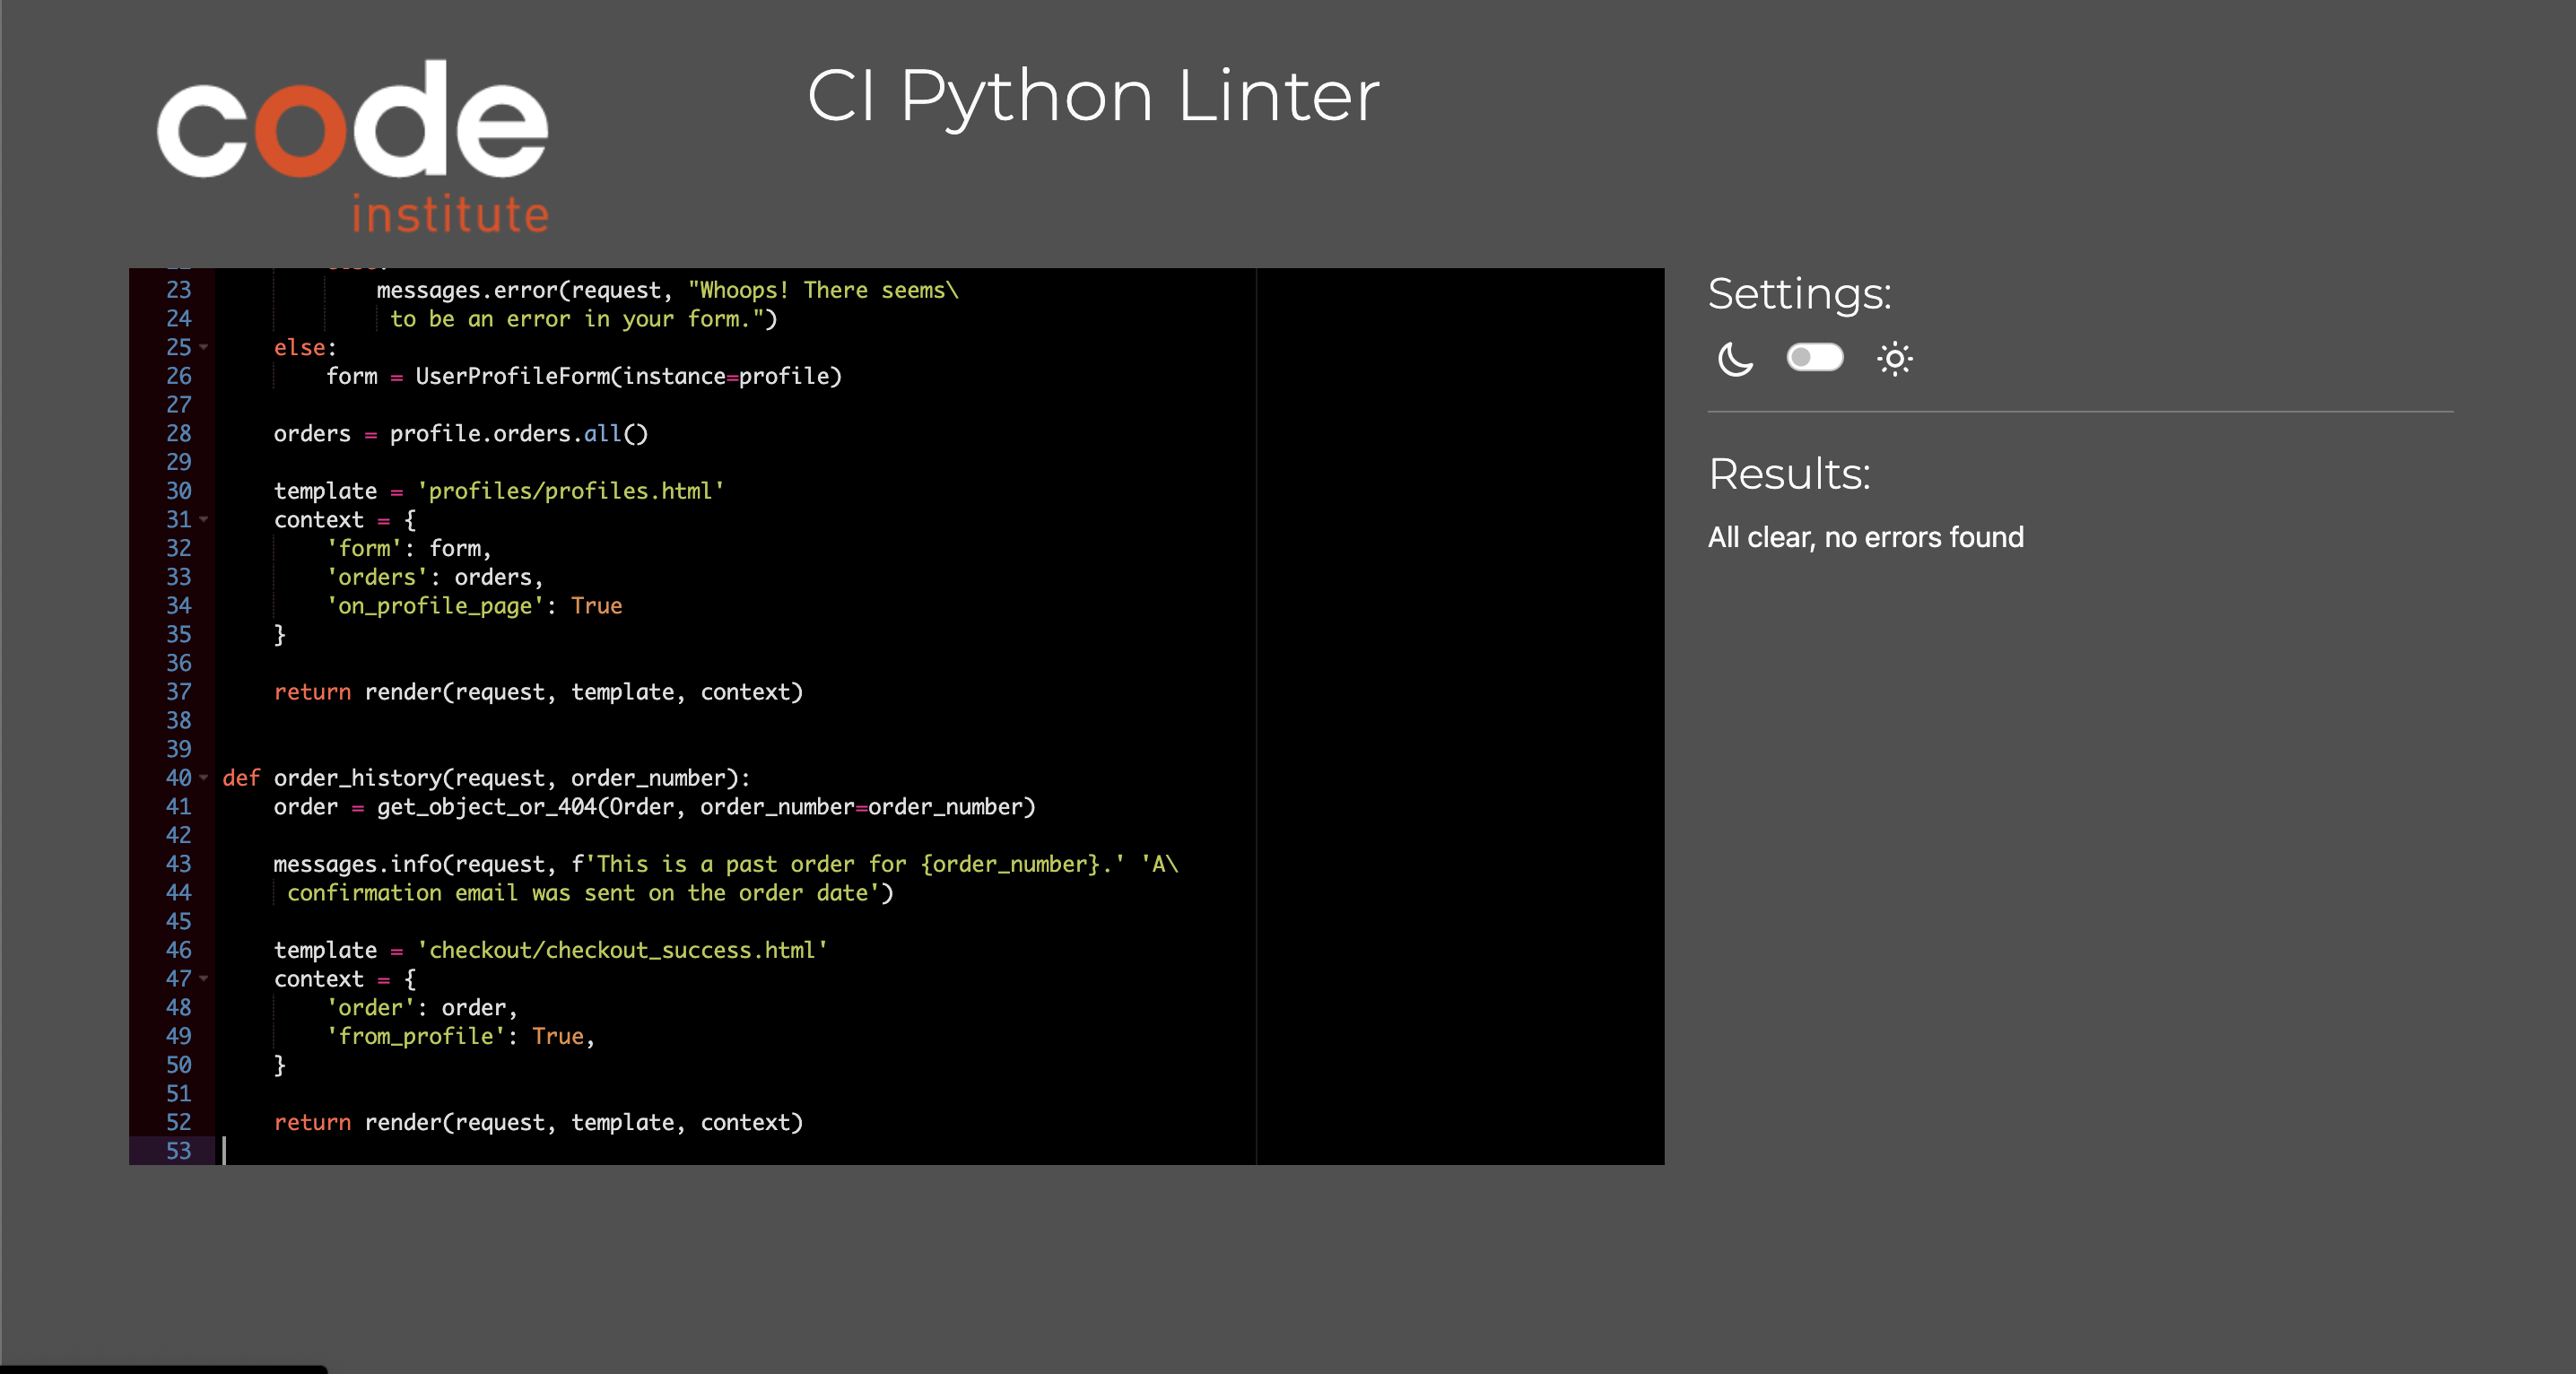 code
institute
CI Python Linter
23 messages.error(request, "Whoops! There seems\
24 to be an error in your form.")
25 else:
26 form = UserProfileForm(instance=profile)
27
28 orders = profile.orders.all()
29
30 template = 'profiles/profiles.html'
31 context = {
32 'form': form,
33 'orders': orders,
34 'on_profile_page': True
35 }
36
37 return render(request, template, context)
38
39
40 def order_history(request, order_number):
41 order = get_object_or_404(Order, order_number=order_number)
42
43 messages.info(request, f'This is a past order for {order_number}.' 'A\
44 confirmation email was sent on the order date')
45
46 template = 'checkout/checkout_success.html'
47 context = {
48 'order': order,
49 'from_profile': True,
50 }
51
52 return render(request, template, context)
53
Settings:
Results:
All clear, no errors found